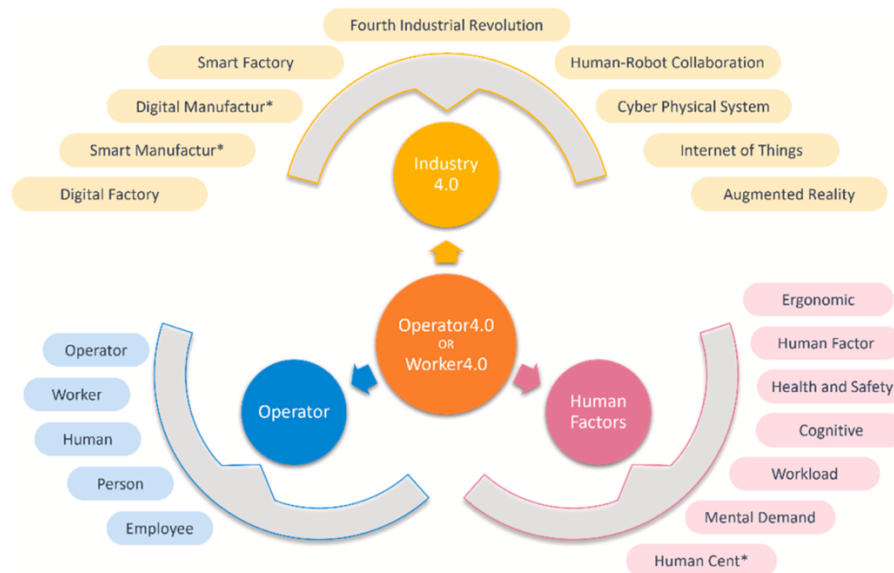 Fourth Industrial Revolution
Smart Factory
Human-Robot Collaboration
Digital Manufactur*
Cyber Physical System
Smart Manufactur*
Internet of Things
Digital Factory
Augmented Reality
Industry
4.0
Operator4.0
OR
Worker4.0
Operator
Human
Factors
Operator
Worker
Human
Person
Employee
Ergonomic
Human Factor
Health and Safety
Cognitive
Workload
Mental Demand
Human Cent*